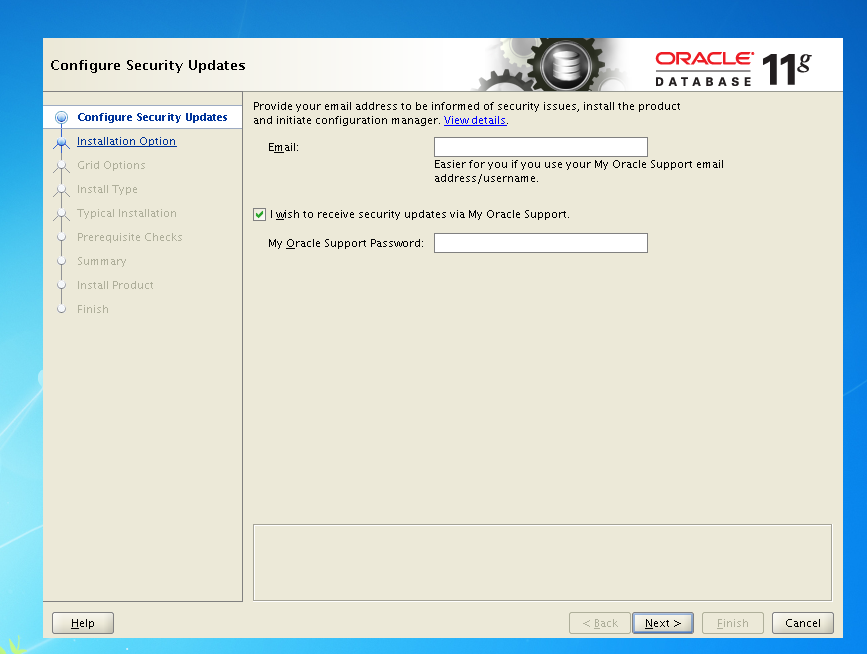 Configure Security Updates
ORACLE
DATABASE
11g
Configure Security Updates
Installation Option
Grid Options
Install Type
Typical Installation
Prerequisite Checks
Summary
Install Product
Finish
Provide your email address to be informed of security issues, install the product
and initiate configuration manager. View details.
Email:
Easier for you if you use your My Oracle Support email
address/username.
I wish to receive security updates via My Oracle Support.
My Oracle Support Password:
Help
< Back
Next >
Finish
Cancel